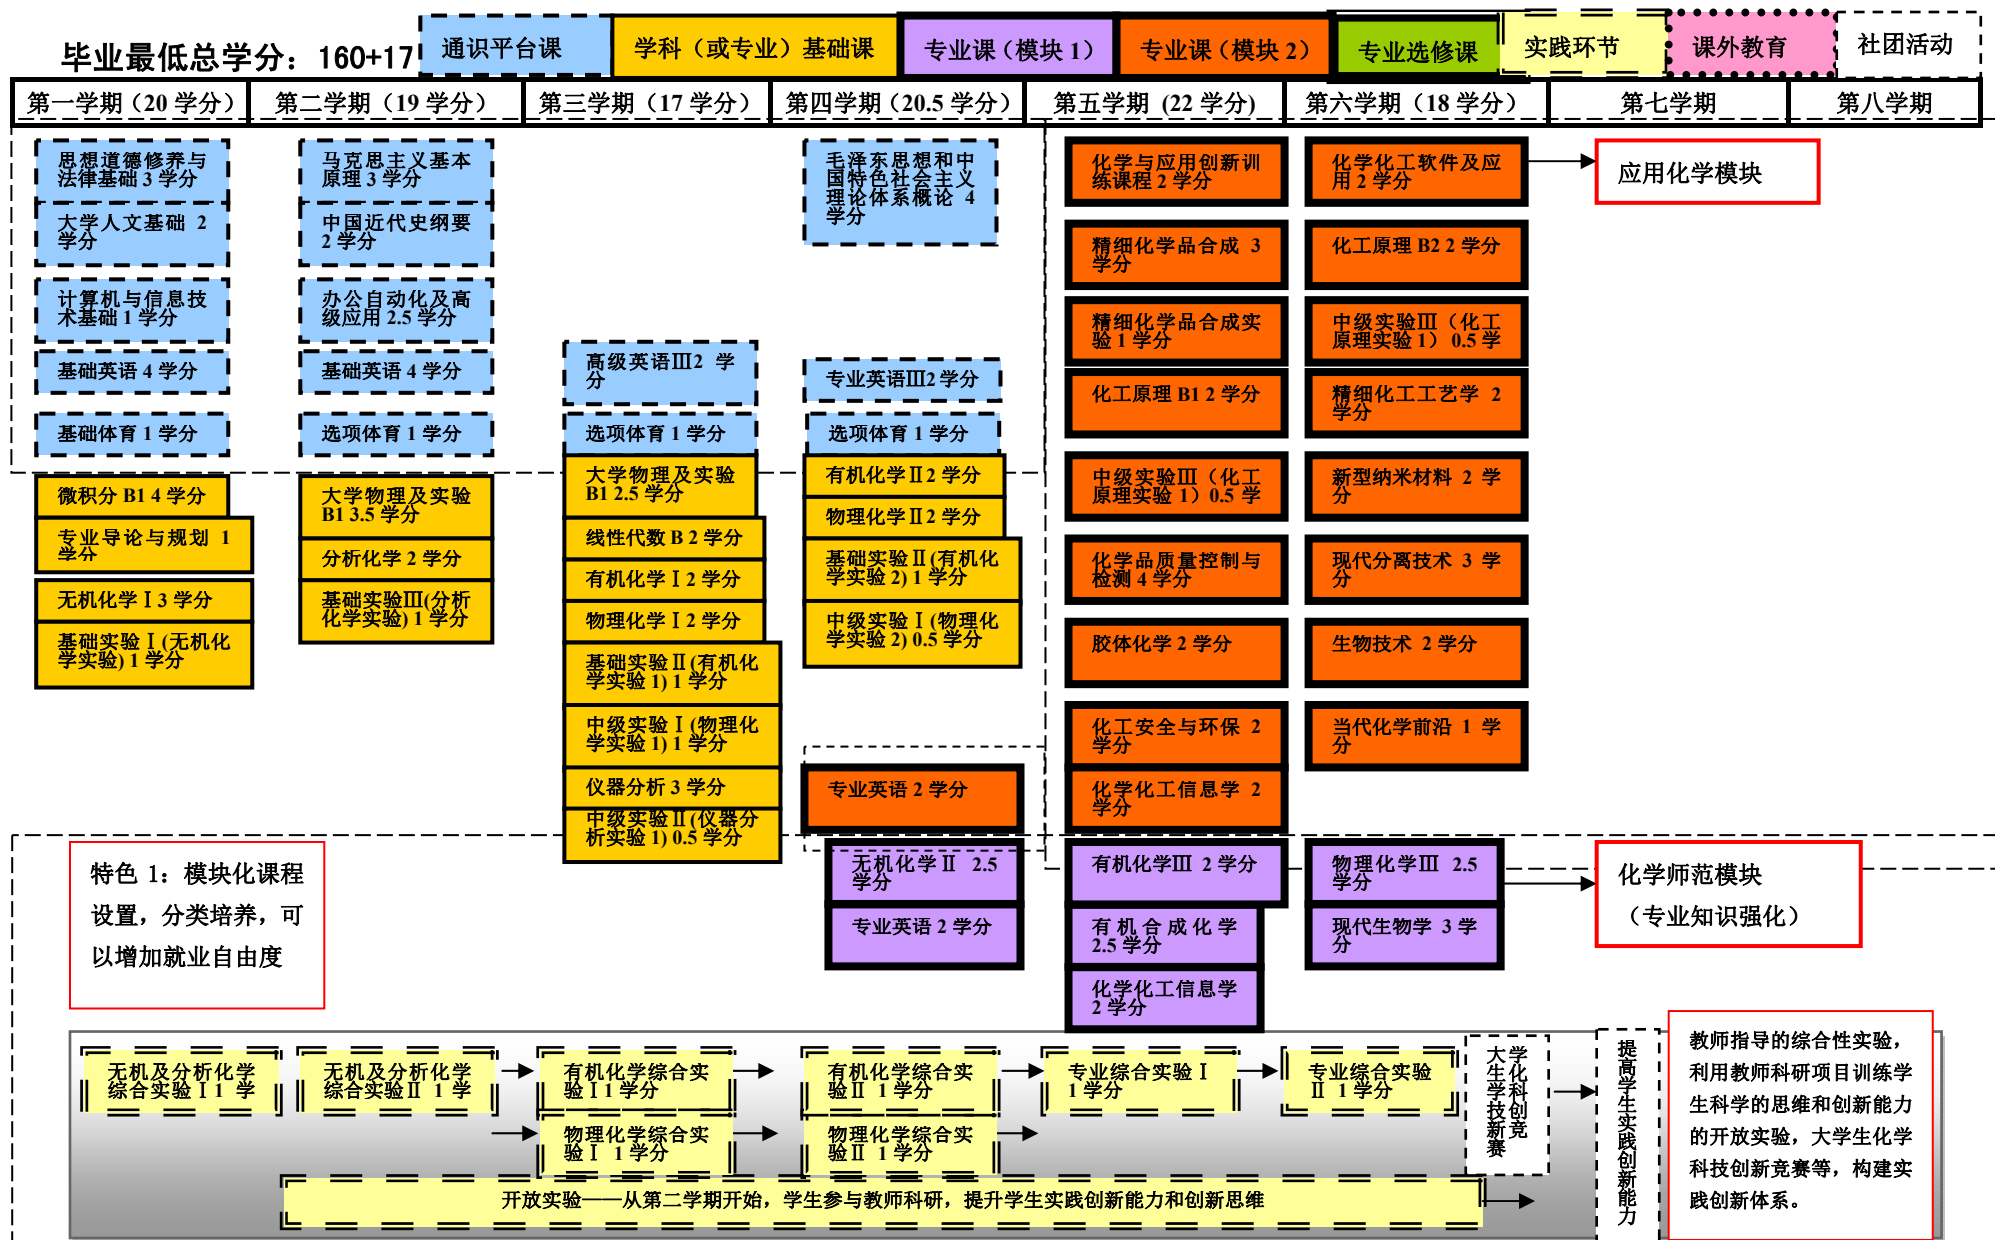 毕业最低总学分：160+17
通识平台课
学科（或专业）基础课
专业课（模块 1）
专业课（模块 2）
专业选修课
实践环节
课外教育
社团活动
第一学期（20 学分）
第二学期（19 学分）
第三学期（17 学分）
第四学期（20.5 学分）
第五学期 (22 学分)
第六学期（18 学分）
第七学期
第八学期
思想道德修养与
法律基础 3 学分
大学人文基础 2
学分
计算机与信息技
术基础 1 学分
基础英语 4 学分
基础体育 1 学分
微积分 B1 4 学分
专业导论与规划 1
学分
无机化学Ⅰ3 学分
基础实验Ⅰ(无机化
学实验) 1 学分
马克思主义基本
原理 3 学分
中国近代史纲要
2 学分
办公自动化及高
级应用 2.5 学分
基础英语 4 学分
选项体育 1 学分
大学物理及实验
B1 3.5 学分
分析化学 2 学分
基础实验Ⅲ(分析
化学实验) 1 学分
高级英语Ⅲ2 学
分
选项体育 1 学分
大学物理及实验
B1 2.5 学分
线性代数 B 2 学分
有机化学Ⅰ2 学分
物理化学Ⅰ2 学分
基础实验Ⅱ(有机化
学实验 1) 1 学分
中级实验Ⅰ(物理化
学实验 1) 1 学分
仪器分析 3 学分
中级实验Ⅱ(仪器分
析实验 1) 0.5 学分
毛泽东思想和中
国特色社会主义
理论体系概论 4
学分
专业英语Ⅲ2 学分
选项体育 1 学分
有机化学Ⅱ2 学分
物理化学Ⅱ2 学分
基础实验Ⅱ(有机化
学实验 2) 1 学分
中级实验Ⅰ(物理化
学实验 2) 0.5 学分
专业英语 2 学分
无机化学Ⅱ 2.5
学分
专业英语 2 学分
化学与应用创新训
练课程 2 学分
精细化学品合成 3
学分
精细化学品合成实
验 1 学分
化工原理 B1 2 学分
中级实验Ⅲ（化工
原理实验 1）0.5 学
化学品质量控制与
检测 4 学分
胶体化学 2 学分
化工安全与环保 2
学分
化学化工信息学 2
学分
有机化学Ⅲ 2 学分
有机合成化学
2.5 学分
化学化工信息学
2 学分
化学化工软件及应
用 2 学分
化工原理 B2 2 学分
中级实验Ⅲ（化工
原理实验 1） 0.5 学
精细化工工艺学 2
学分
新型纳米材料 2 学
分
现代分离技术 3 学
分
生物技术 2 学分
当代化学前沿 1 学
分
物理化学Ⅲ 2.5
学分
现代生物学 3 学
分
应用化学模块
化学师范模块
（专业知识强化）
特色 1：模块化课程
设置，分类培养，可
以增加就业自由度
无机及分析化学
综合实验Ⅰ1 学
无机及分析化学
综合实验Ⅱ 1 学
有机化学综合实
验Ⅰ1 学分
物理化学综合实
验Ⅰ 1 学分
有机化学综合实
验Ⅱ 1 学分
物理化学综合实
验Ⅱ 1 学分
专业综合实验Ⅰ
1 学分
专业综合实验
Ⅱ 1 学分
大学生化学科技创新竞赛
提高学生实践创新能力
开放实验——从第二学期开始，学生参与教师科研，提升学生实践创新能力和创新思维
教师指导的综合性实验，
利用教师科研项目训练学
生科学的思维和创新能力
的开放实验，大学生化学
科技创新竞赛等，构建实
践创新体系。